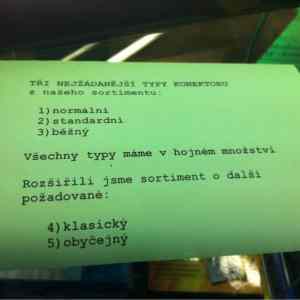 TŘI NEJŽÁDANĚJŠÍ TYPY KONEKTORU
z našeho sortimentu:
1)normální
2)standardní
3)běžný
Všechny typy máme v hojném množství
Rozšířili jsme sortiment o další
požadované:
4)klasický
5)obyčejný